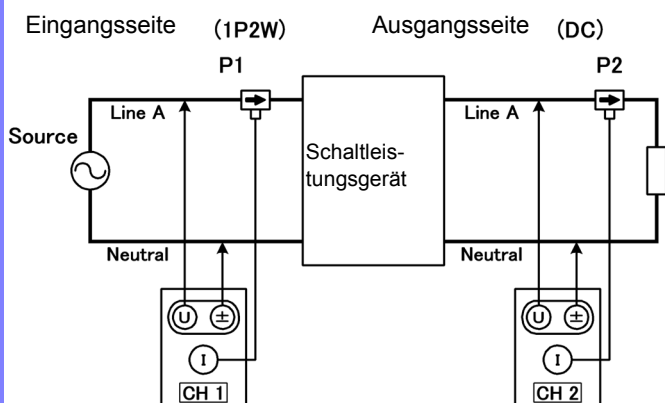 Eingangsseite (1P2W)
Ausgangsseite (DC)
P1
P2
Line A
Line A
Source
Schaltleis-
tungsgerät
Neutral
Neutral
U ±
U ±
I
I
CH 1
CH 2